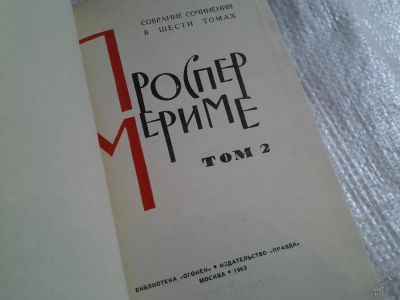 СОБРАНИЕ СОЧИНЕНИЙ
В ШЕСТИ ТОМАХ
ПРОСПЕР
МЕРИМЕ
ТОМ 2
БИБЛИОТЕКА «ОГОНЕК» • ИЗДАТЕЛЬСТВО «ПРАВДА»
МОСКВА • 1963